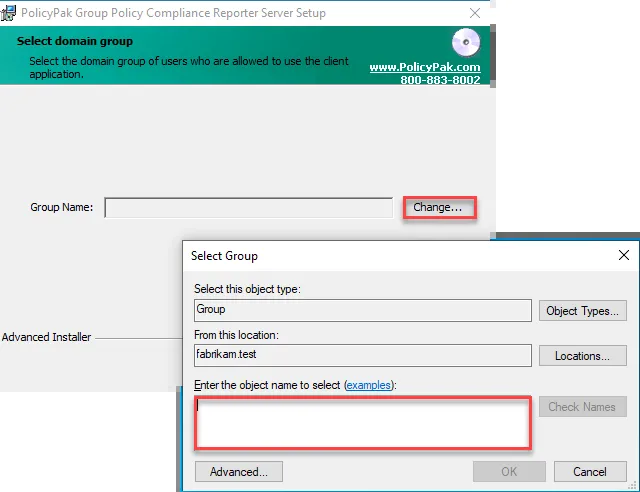 PolicyPak Group Policy Compliance Reporter Server Setup
Select domain group
Select the domain group of users who are allowed to use the client
application.
www.PolicyPak.com
800-883-8002
Group Name:
Change...
Advanced Installer
Select Group
Select this object type:
Group
Object Types...
From this location:
fabrikam.test
Locations...
Enter the object name to select (examples):
Check Names
Advanced...
OK
Cancel